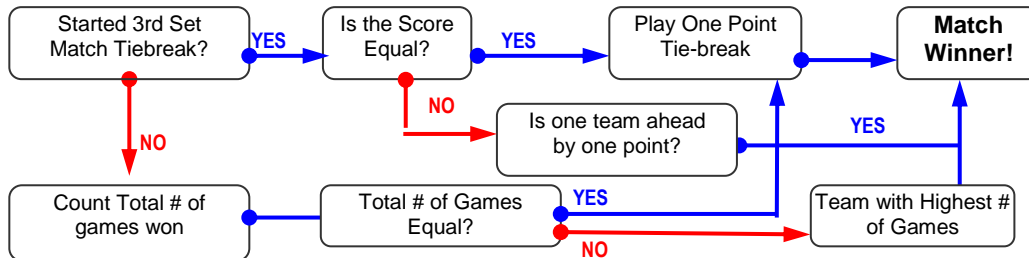 Started 3rd Set
Match Tiebreak?
YES
Is the Score
Equal?
YES
Play One Point
Tie-break
Match
Winner!
NO
NO
Is one team ahead
by one point?
YES
Count Total # of
games won
Total # of Games
Equal?
YES
NO
Team with Highest #
of Games